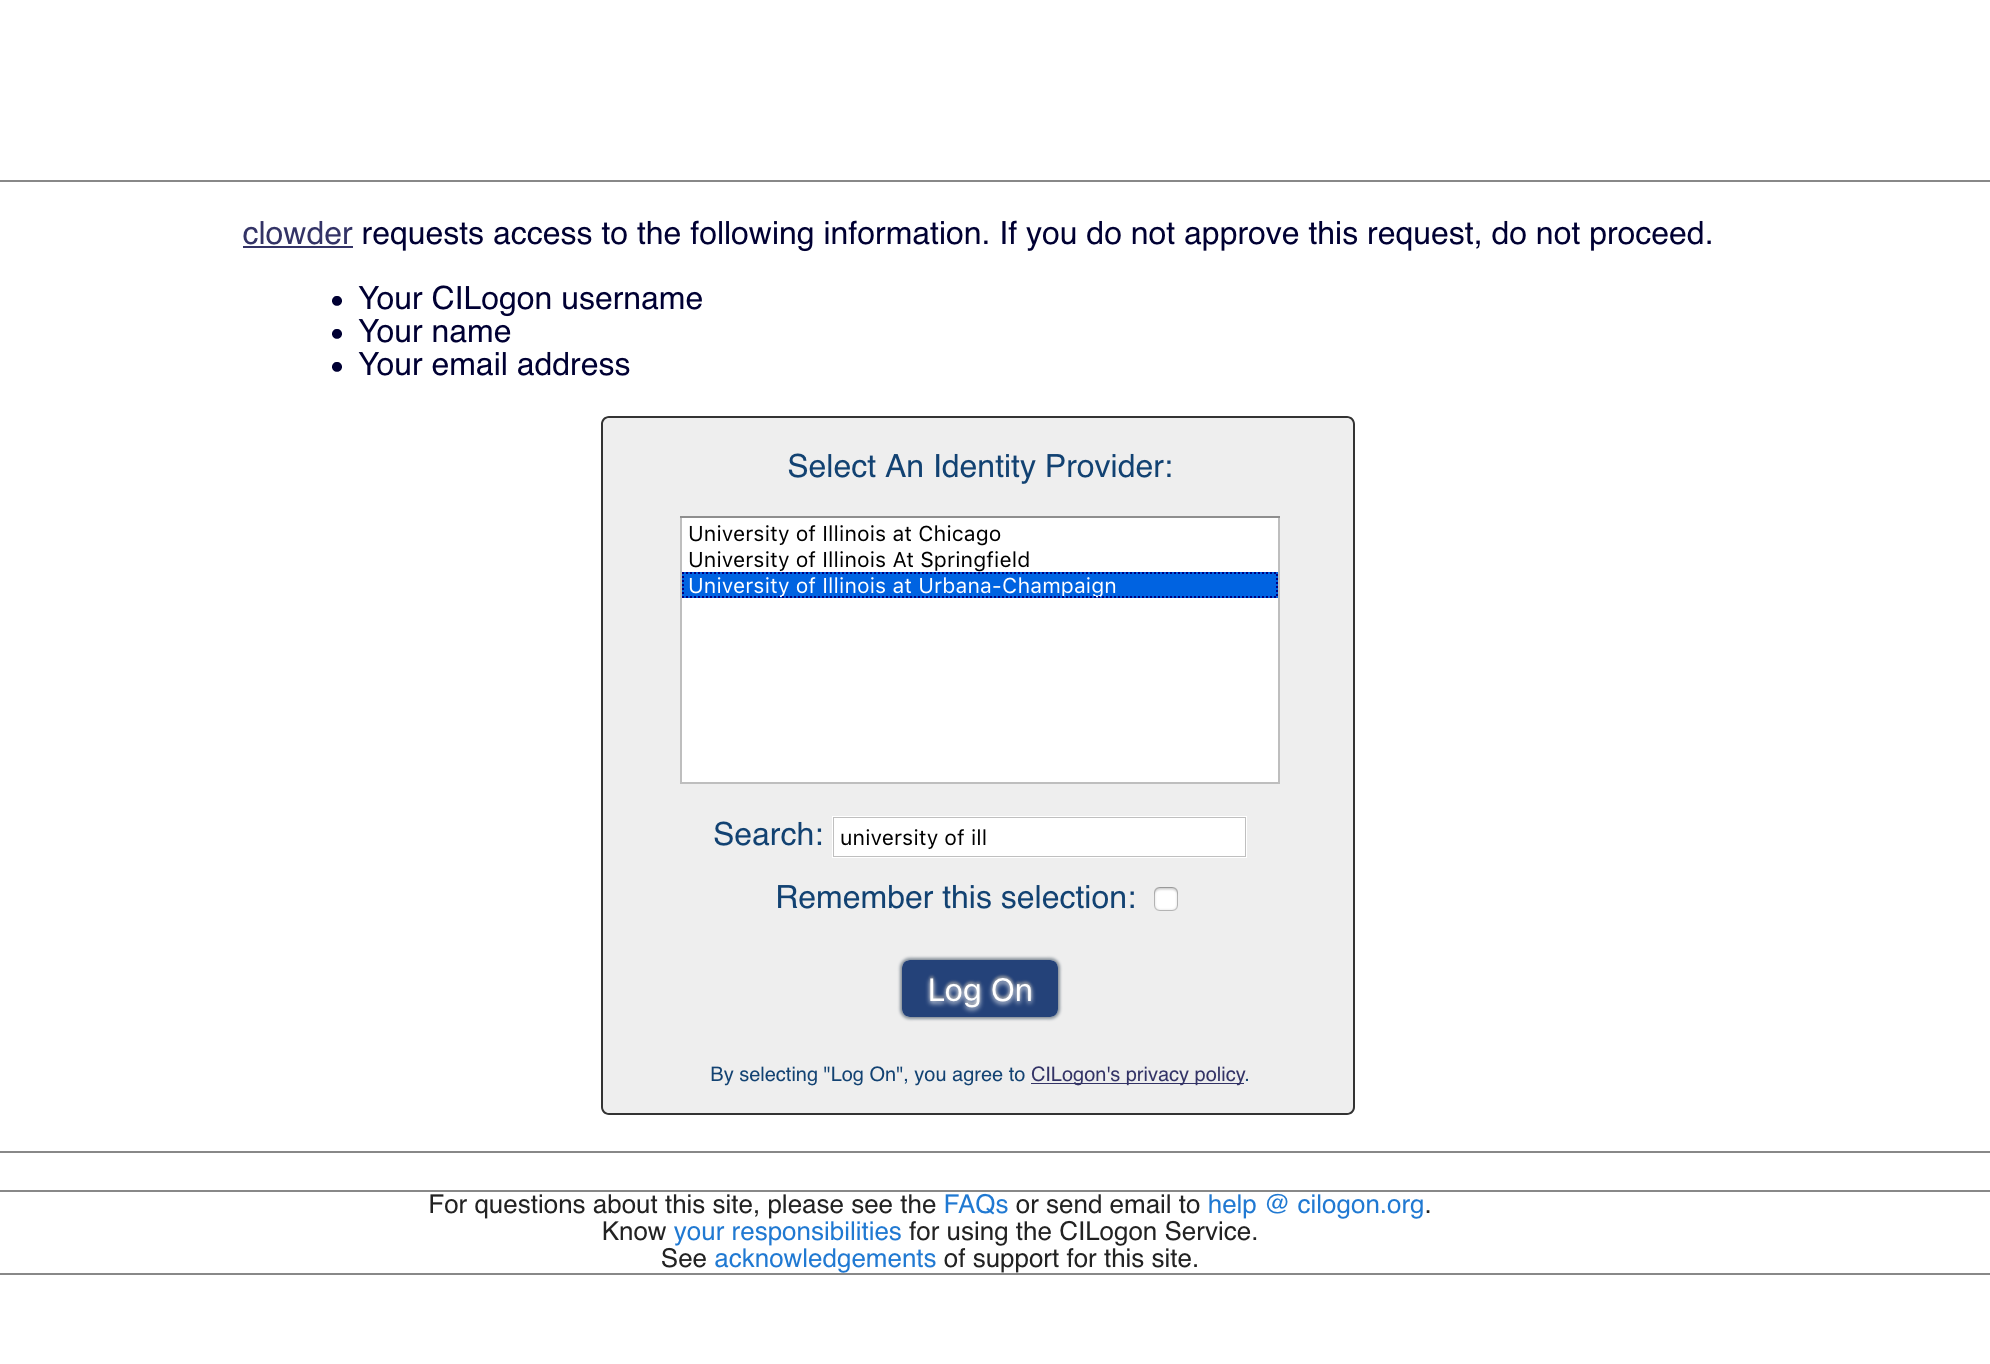 clowder requests access to the following information. If you do not approve this request, do not proceed.
• Your CILogon username
• Your name
• Your email address
Select An Identity Provider:
University of Illinois at Chicago
University of Illinois At Springfield
University of Illinois at Urbana-Champaign
Search: university of ill
Remember this selection:
Log On
By selecting "Log On", you agree to CILogon's privacy policy.
For questions about this site, please see the FAQs or send email to help @ cilogon.org.
Know your responsibilities for using the CILogon Service.
See acknowledgements of support for this site.